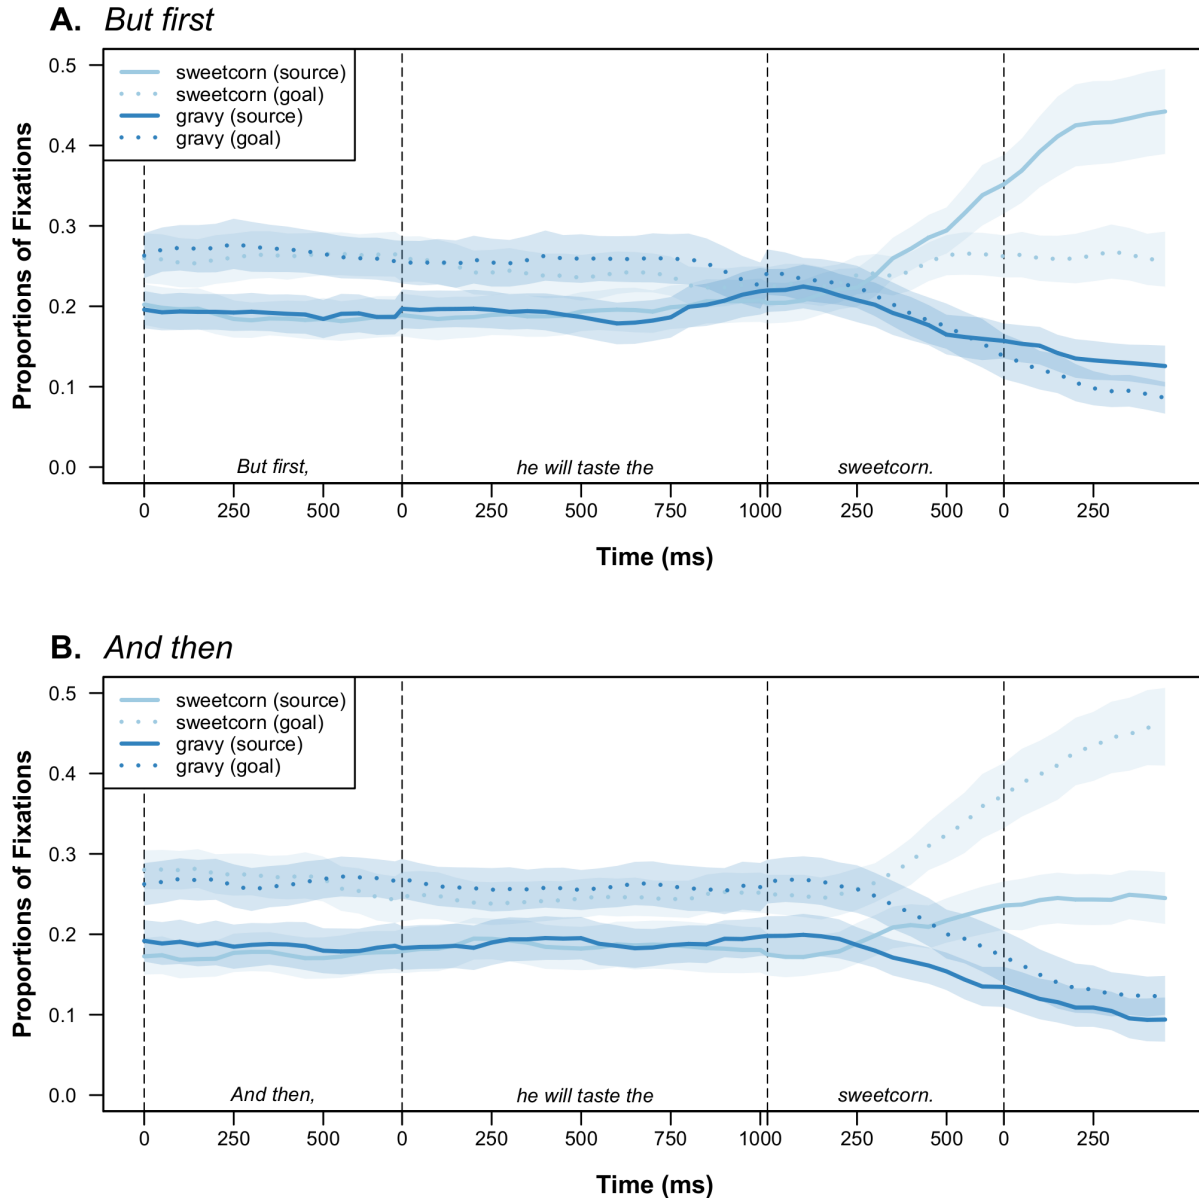 A. But first
sweetcorn (source)
sweetcorn (goal)
gravy (source)
gravy (goal)
Proportions of Fixations
0.5
0.4
0.3
0.2
0.1
0.0
But first, he will taste the sweetcorn.
0 250 500 0 250 500 750 1000 250 500 0 250
Time (ms)
B. And then
sweetcorn (source)
sweetcorn (goal)
gravy (source)
gravy (goal)
Proportions of Fixations
0.5
0.4
0.3
0.2
0.1
0.0
And then, he will taste the sweetcorn.
0 250 500 0 250 500 750 1000 250 500 0 250
Time (ms)